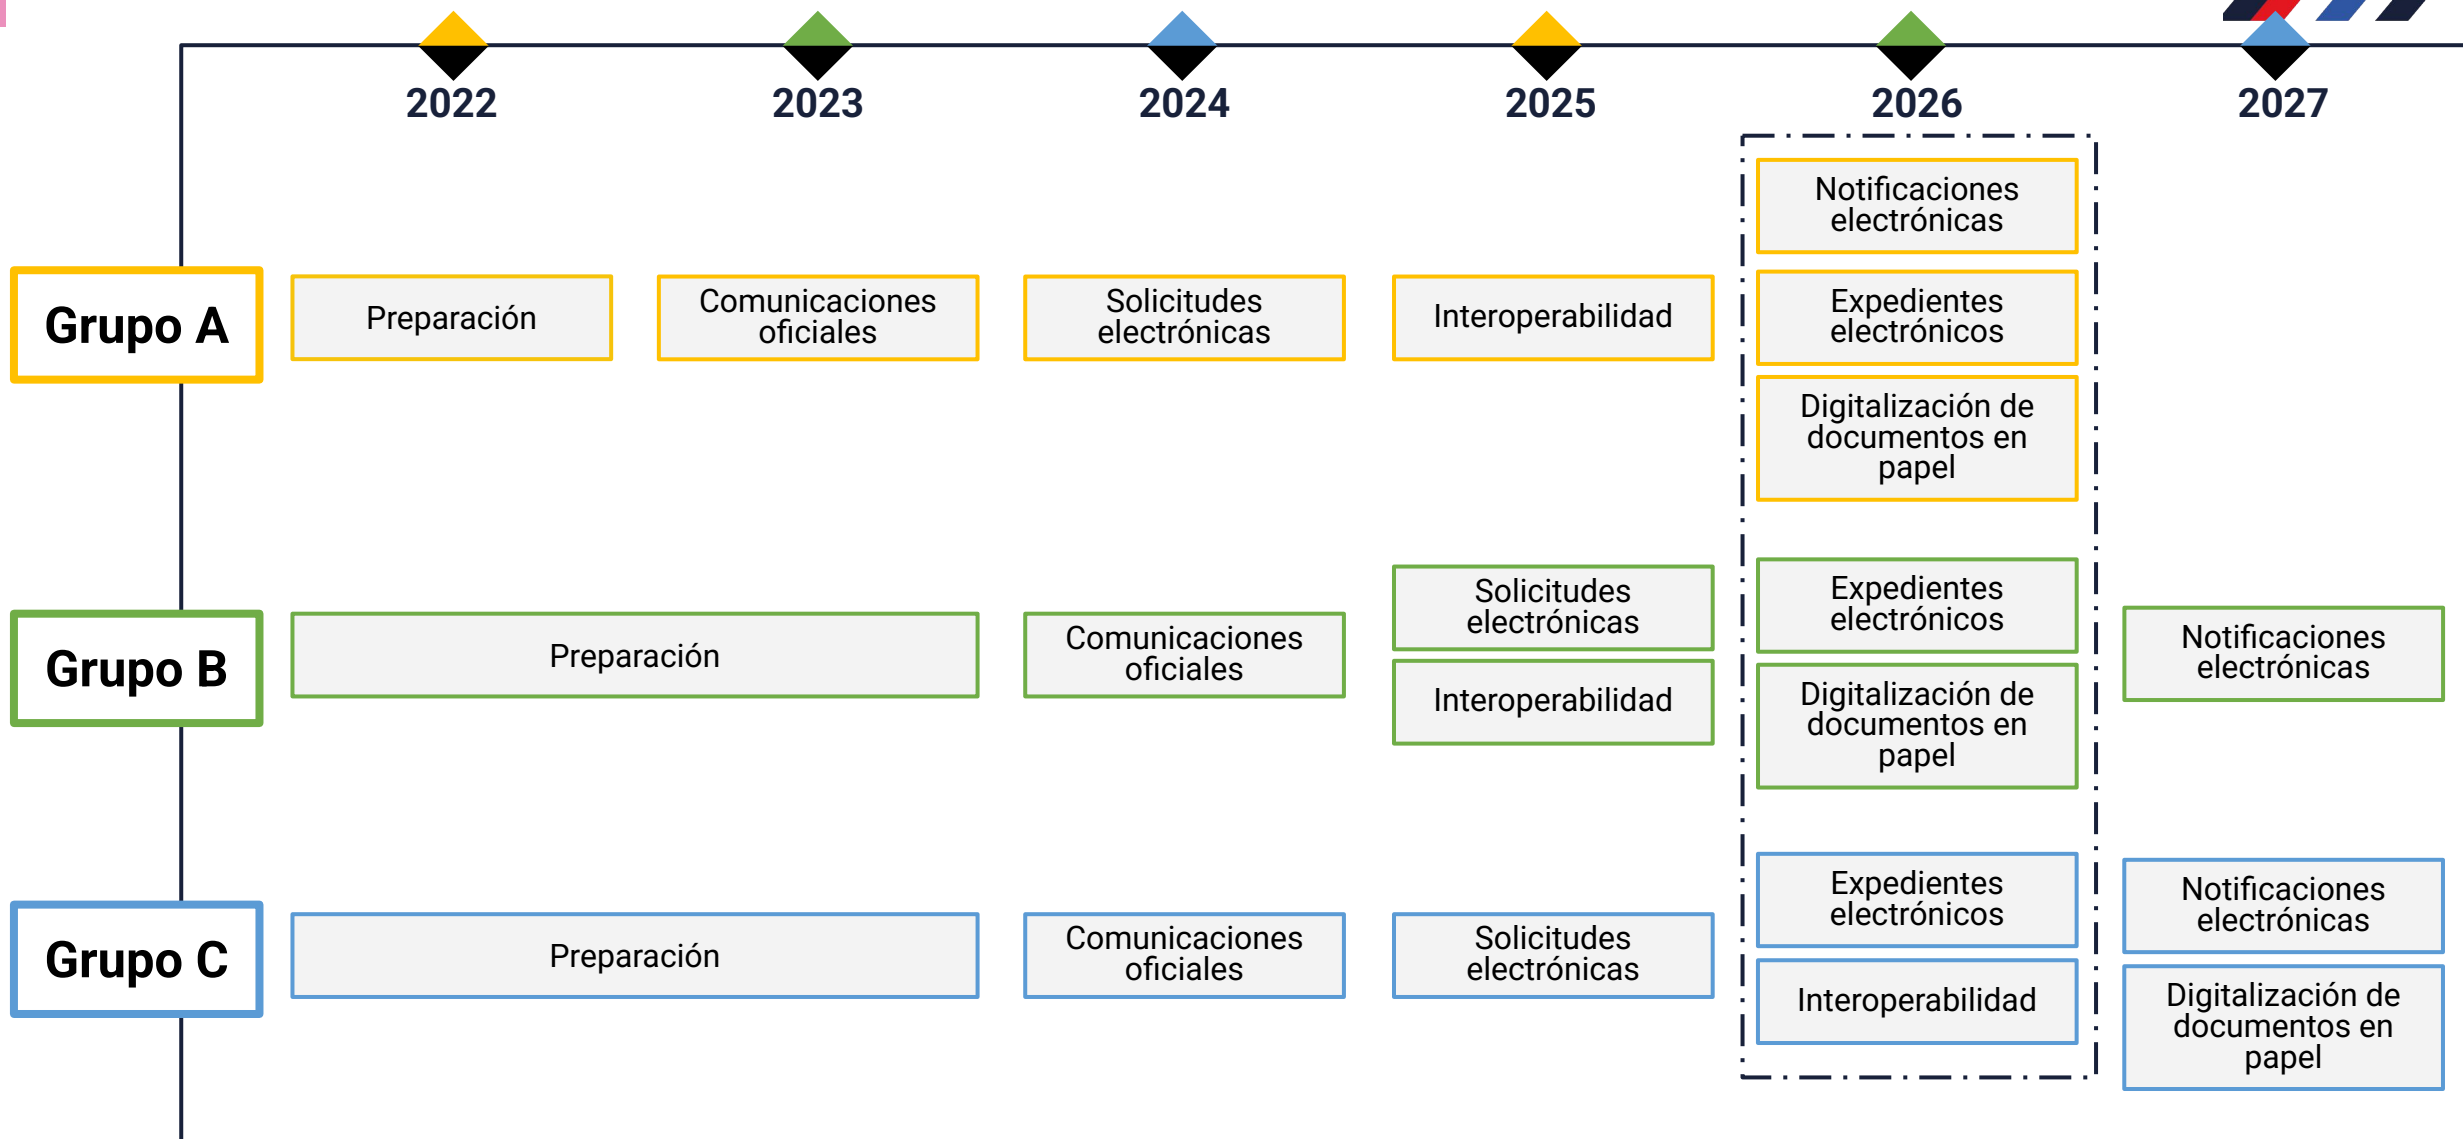 2022
2023
2024
2025
2026
2027
Grupo A
Preparación
Comunicaciones
oficiales
Solicitudes
electrónicas
Interoperabilidad
Notificaciones
electrónicas
Expedientes
electrónicos
Digitalización de
documentos en
papel
Grupo B
Preparación
Comunicaciones
oficiales
Solicitudes
electrónicas
Interoperabilidad
Expedientes
electrónicos
Digitalización de
documentos en
papel
Notificaciones
electrónicas
Grupo C
Preparación
Comunicaciones
oficiales
Solicitudes
electrónicas
Expedientes
electrónicos
Interoperabilidad
Notificaciones
electrónicas
Digitalización de
documentos en
papel